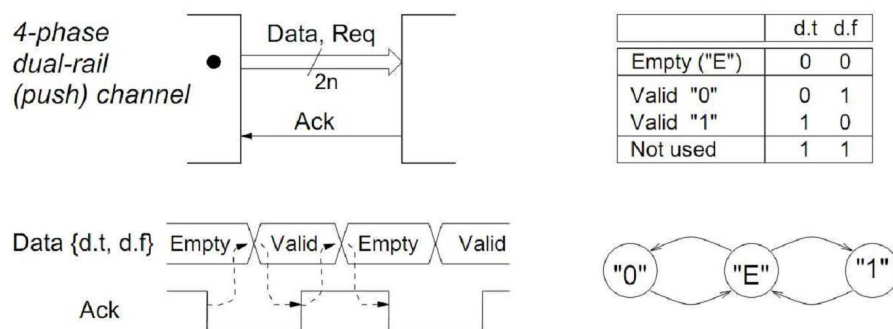 4-phase
dual-rail
(push) channel
Data, Req
2n
Ack
d.t d.f
Empty ("E") 0 0
Valid "0" 0 1
Valid "1" 1 0
Not used 1 1
Data {d.t, d.f} Empty Valid Empty Valid
Ack
"0" "E" "1"